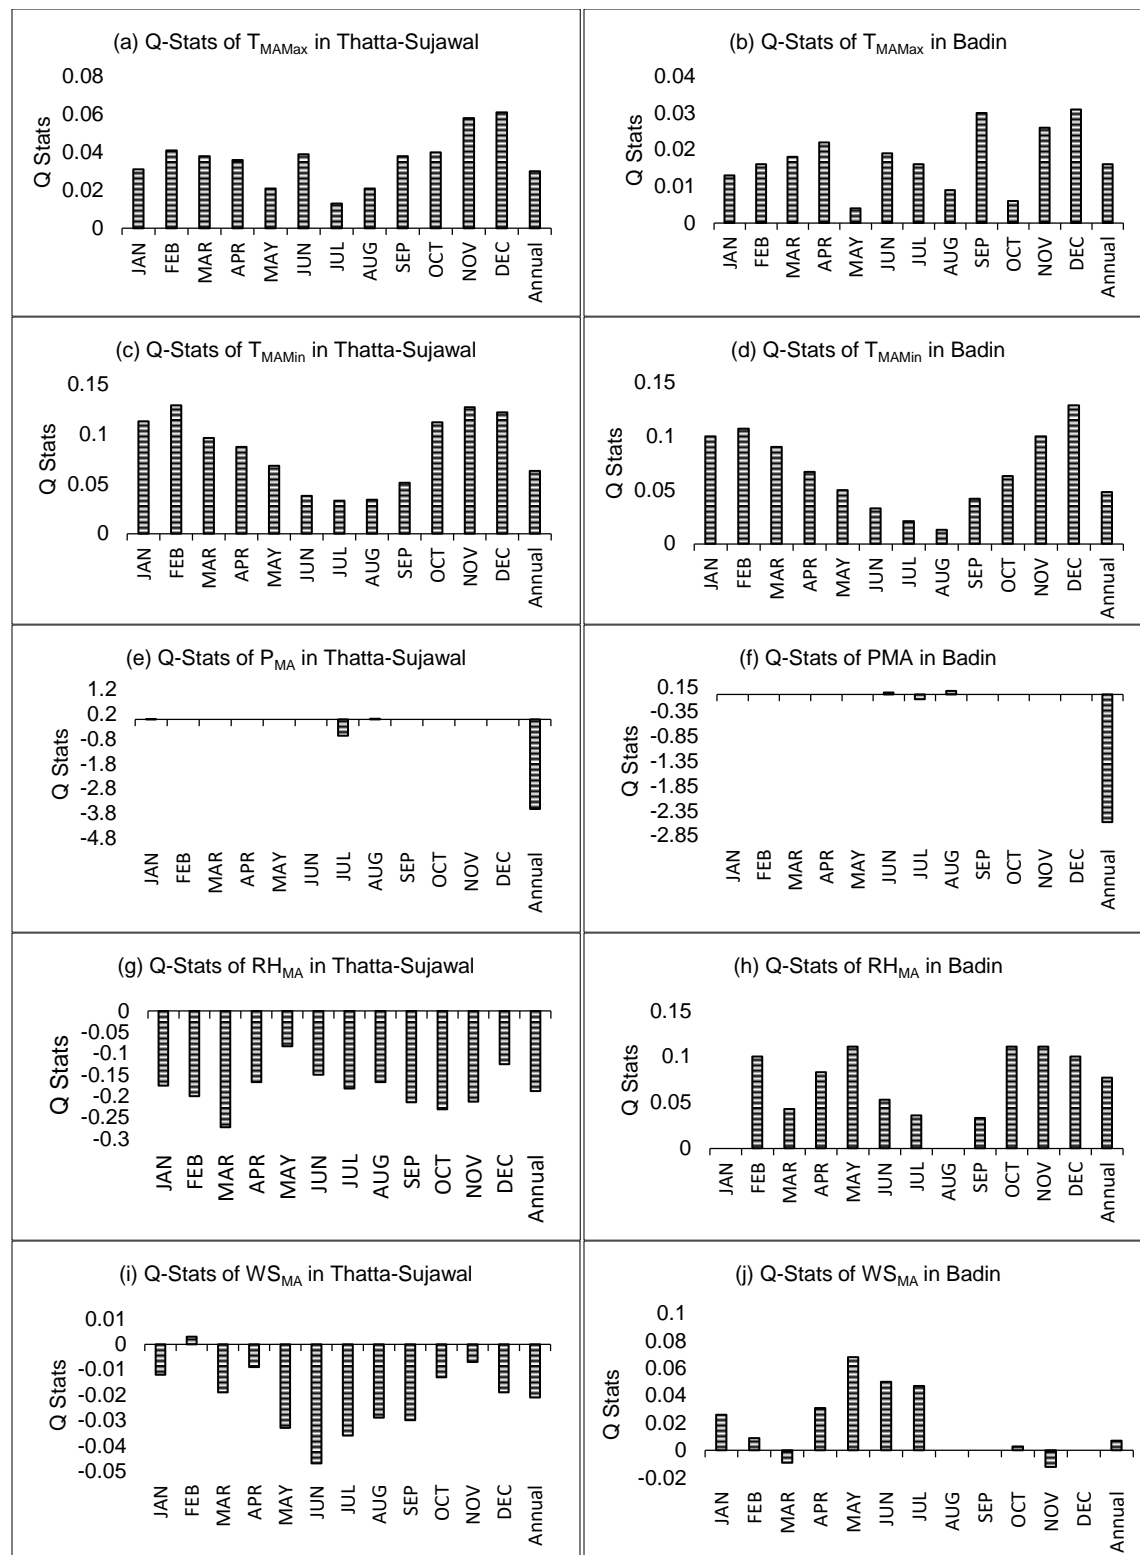 (a) Q-Stats of TMAMax in Thatta-Sujawal
0.08
0.06
0.04
0.02
0
Q Stats
JAN FEB MAR APR MAY JUN JUL AUG SEP OCT NOV DEC Annual
(b) Q-Stats of TMAMax in Badin
0.04
0.03
0.02
0.01
0
Q Stats
JAN FEB MAR APR MAY JUN JUL AUG SEP OCT NOV DEC Annual
(c) Q-Stats of TMAMin in Thatta-Sujawal
0.15
0.1
0.05
0
Q Stats
JAN FEB MAR APR MAY JUN JUL AUG SEP OCT NOV DEC Annual
(d) Q-Stats of TMAMin in Badin
0.15
0.1
0.05
0
Q Stats
JAN FEB MAR APR MAY JUN JUL AUG SEP OCT NOV DEC Annual
(e) Q-Stats of PMA in Thatta-Sujawal
1.2
0.2
-0.8
-1.8
-2.8
-3.8
-4.8
Q Stats
JAN FEB MAR APR MAY JUN JUL AUG SEP OCT NOV DEC Annual
(f) Q-Stats of PMA in Badin
0.15
-0.35
-0.85
-1.35
-1.85
-2.35
-2.85
Q Stats
JAN FEB MAR APR MAY JUN JUL AUG SEP OCT NOV DEC Annual
(g) Q-Stats of RHMA in Thatta-Sujawal
0
-0.05
-0.1
-0.15
-0.2
-0.25
-0.3
Q Stats
JAN FEB MAR APR MAY JUN JUL AUG SEP OCT NOV DEC Annual
(h) Q-Stats of RHMA in Badin
0.15
0.1
0.05
0
Q Stats
JAN FEB MAR APR MAY JUN JUL AUG SEP OCT NOV DEC Annual
(i) Q-Stats of WSMA in Thatta-Sujawal
0.01
0
-0.01
-0.02
-0.03
-0.04
-0.05
Q Stats
JAN FEB MAR APR MAY JUN JUL AUG SEP OCT NOV DEC Annual
(j) Q-Stats of WSMA in Badin
0.1
0.08
0.06
0.04
0.02
0
-0.02
Q Stats
JAN FEB MAR APR MAY JUN JUL AUG SEP OCT NOV DEC Annual